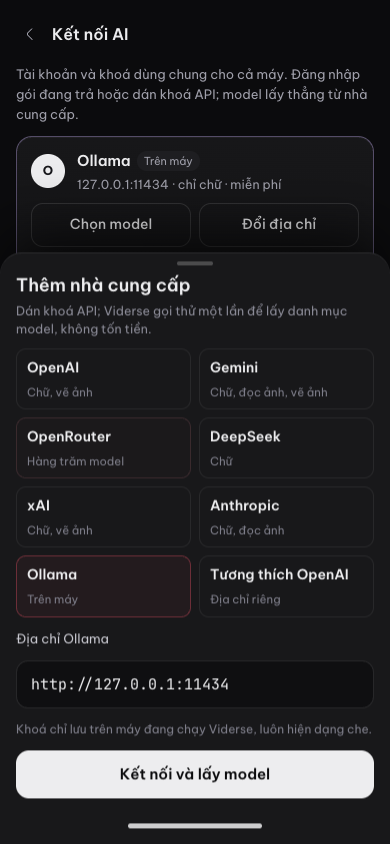 Kết nối AI
Tài khoản và khoá dùng chung cho cả máy. Đăng nhập
gói đang trả hoặc dán khoá API; model lấy thẳng từ nhà
cung cấp.
O
Ollama Trên máy
127.0.0.1:11434 · chỉ chữ · miễn phí
Chọn model
Đổi địa chỉ
Thêm nhà cung cấp
Dán khoá API; Viderse gọi thử một lần để lấy danh mục
model, không tốn tiền.
OpenAI
Chữ, vẽ ảnh
Gemini
Chữ, đọc ảnh, vẽ ảnh
OpenRouter
Hàng trăm model
DeepSeek
Chữ
xAI
Chữ, vẽ ảnh
Anthropic
Chữ, đọc ảnh
Ollama
Trên máy
Tương thích OpenAI
Địa chỉ riêng
Địa chỉ Ollama
http://127.0.0.1:11434
Khoá chỉ lưu trên máy đang chạy Viderse, luôn hiện dạng che.
Kết nối và lấy model